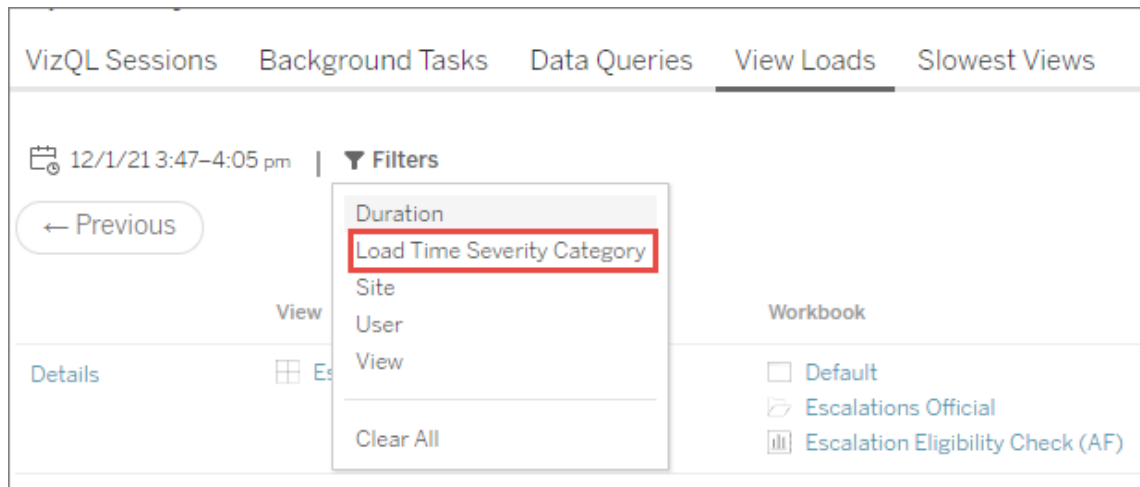 VizQL Sessions Background Tasks Data Queries View Loads Slowest Views
12/1/21 3:47–4:05 pm | Filters
← Previous
Duration
Load Time Severity Category
Site
User
View
Clear All
View Workbook
Details Default
Escalations Official
Escalation Eligibility Check (AF)